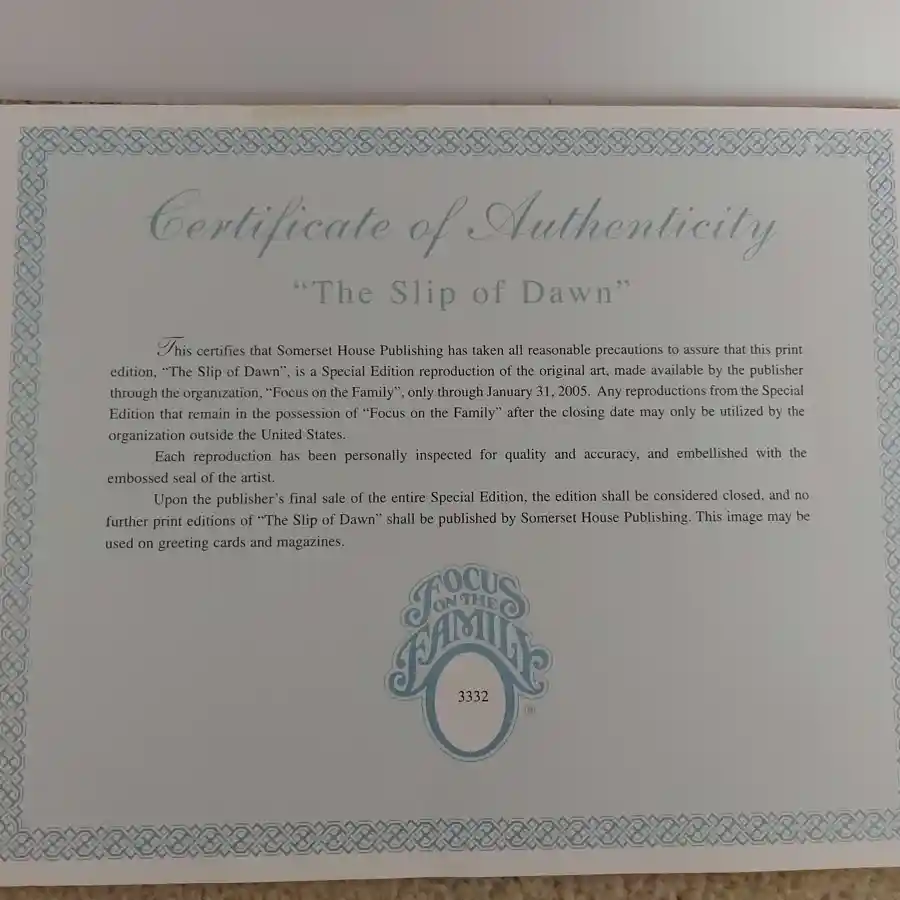 Certificate of Authenticity
“The Slip of Dawn”
This certifies that Somerset House Publishing has taken all reasonable precautions to assure that this print
edition, “The Slip of Dawn”, is a Special Edition reproduction of the original art, made available by the publisher
through the organization, “Focus on the Family”, only through January 31, 2005. Any reproductions from the Special
Edition that remain in the possession of “Focus on the Family” after the closing date may only be utilized by the
organization outside the United States.
Each reproduction has been personally inspected for quality and accuracy, and embellished with the
embossed seal of the artist.
Upon the publisher’s final sale of the entire Special Edition, the edition shall be considered closed, and no
further print editions of “The Slip of Dawn” shall be published by Somerset House Publishing. This image may be
used on greeting cards and magazines.
FOCUS
ON THE
FAMILY
3332
®